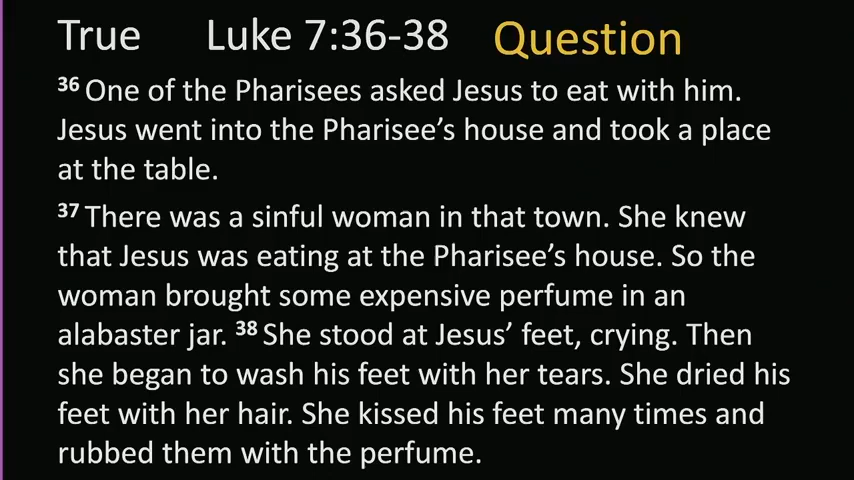 True Luke 7:36-38 Question
36 One of the Pharisees asked Jesus to eat with him.
Jesus went into the Pharisee’s house and took a place
at the table.
37 There was a sinful woman in that town. She knew
that Jesus was eating at the Pharisee’s house. So the
woman brought some expensive perfume in an
alabaster jar. 38 She stood at Jesus’ feet, crying. Then
she began to wash his feet with her tears. She dried his
feet with her hair. She kissed his feet many times and
rubbed them with the perfume.